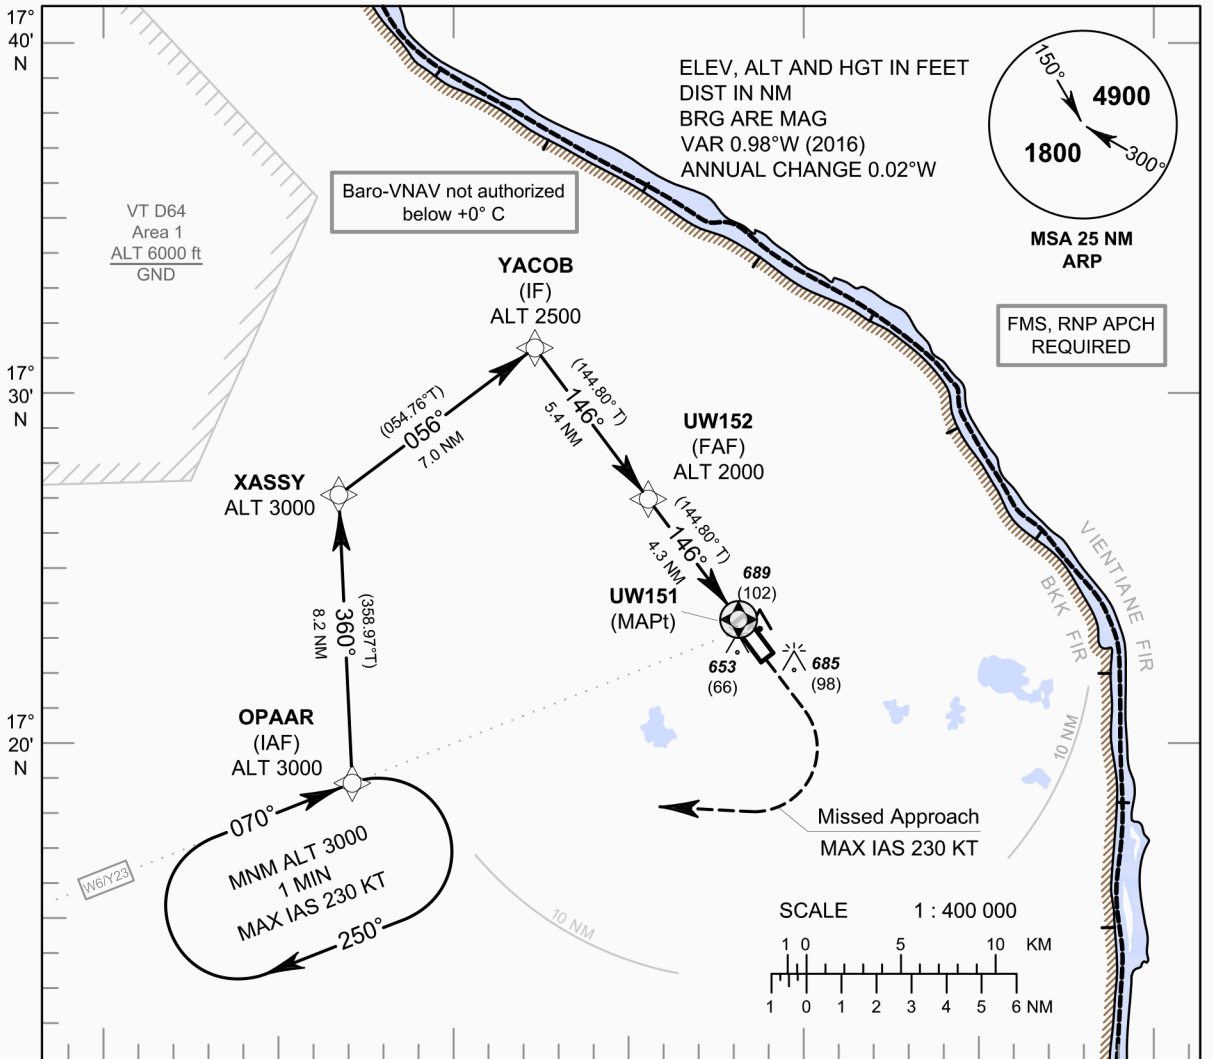 17°
40'
N
ELEV, ALT AND HGT IN FEET
DIST IN NM
BRG ARE MAG
VAR 0.98°W (2016)
ANNUAL CHANGE 0.02°W
150°
4900
1800
300°
MSA 25 NM
ARP
Baro-VNAV not authorized
below +0° C
VT D64
Area 1
ALT 6000 ft
GND
YACOB
(IF)
ALT 2500
FMS, RNP APCH
REQUIRED
17°
30'
N
(054.76°T)
056°
7.0 NM
(144.80° T)
146°
5.4 NM
UW152
(FAF)
ALT 2000
XASSY
ALT 3000
(144.80° T)
146°
4.3 NM
VIENTIANE FIR
BKK FIR
689
(102)
UW151
(MAPt)
653
(66)
685
(98)
(358.97°T)
360°
8.2 NM
17°
20'
N
OPAAR
(IAF)
ALT 3000
10 NM
070°
MNM ALT 3000
1 MIN
MAX IAS 230 KT
250°
W6/Y23
Missed Approach
MAX IAS 230 KT
10 NM
SCALE 1 : 400 000
1 0 5 10 KM
1 0 1 2 3 4 5 6 NM